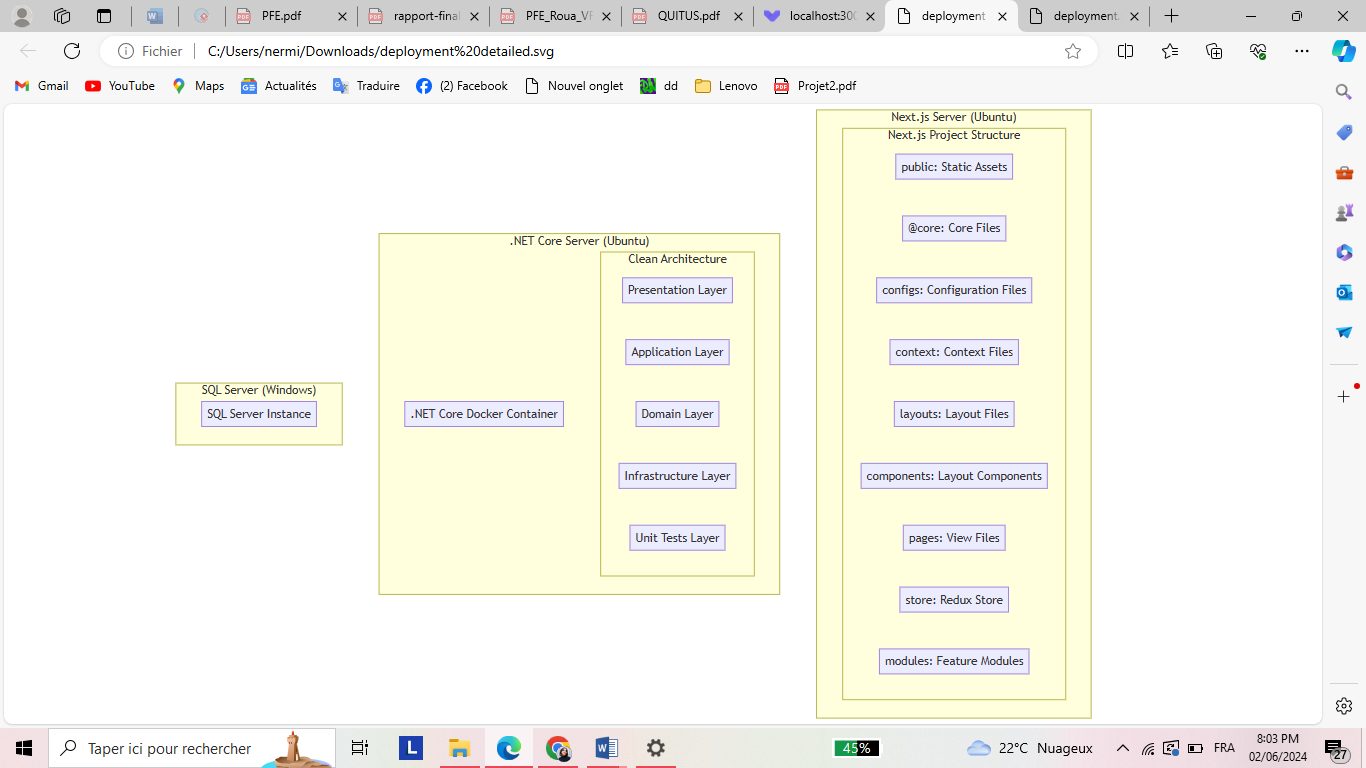 PFE.pdf
rapport-final
PFE_Roua_VF
QUITUS.pdf
localhost:300
deployment
deployment
Fichier
C:/Users/nermi/Downloads/deployment%20detailed.svg
Gmail
YouTube
Maps
Actualités
Traduire
(2) Facebook
Nouvel onglet
dd
Lenovo
Projet2.pdf
SQL Server (Windows)
SQL Server Instance
.NET Core Server (Ubuntu)
.NET Core Docker Container
Clean Architecture
Presentation Layer
Application Layer
Domain Layer
Infrastructure Layer
Unit Tests Layer
Next.js Server (Ubuntu)
Next.js Project Structure
public: Static Assets
@core: Core Files
configs: Configuration Files
context: Context Files
layouts: Layout Files
components: Layout Components
pages: View Files
store: Redux Store
modules: Feature Modules
Taper ici pour rechercher
L
45%
22°C Nuageux
FRA
8:03 PM
02/06/2024
27